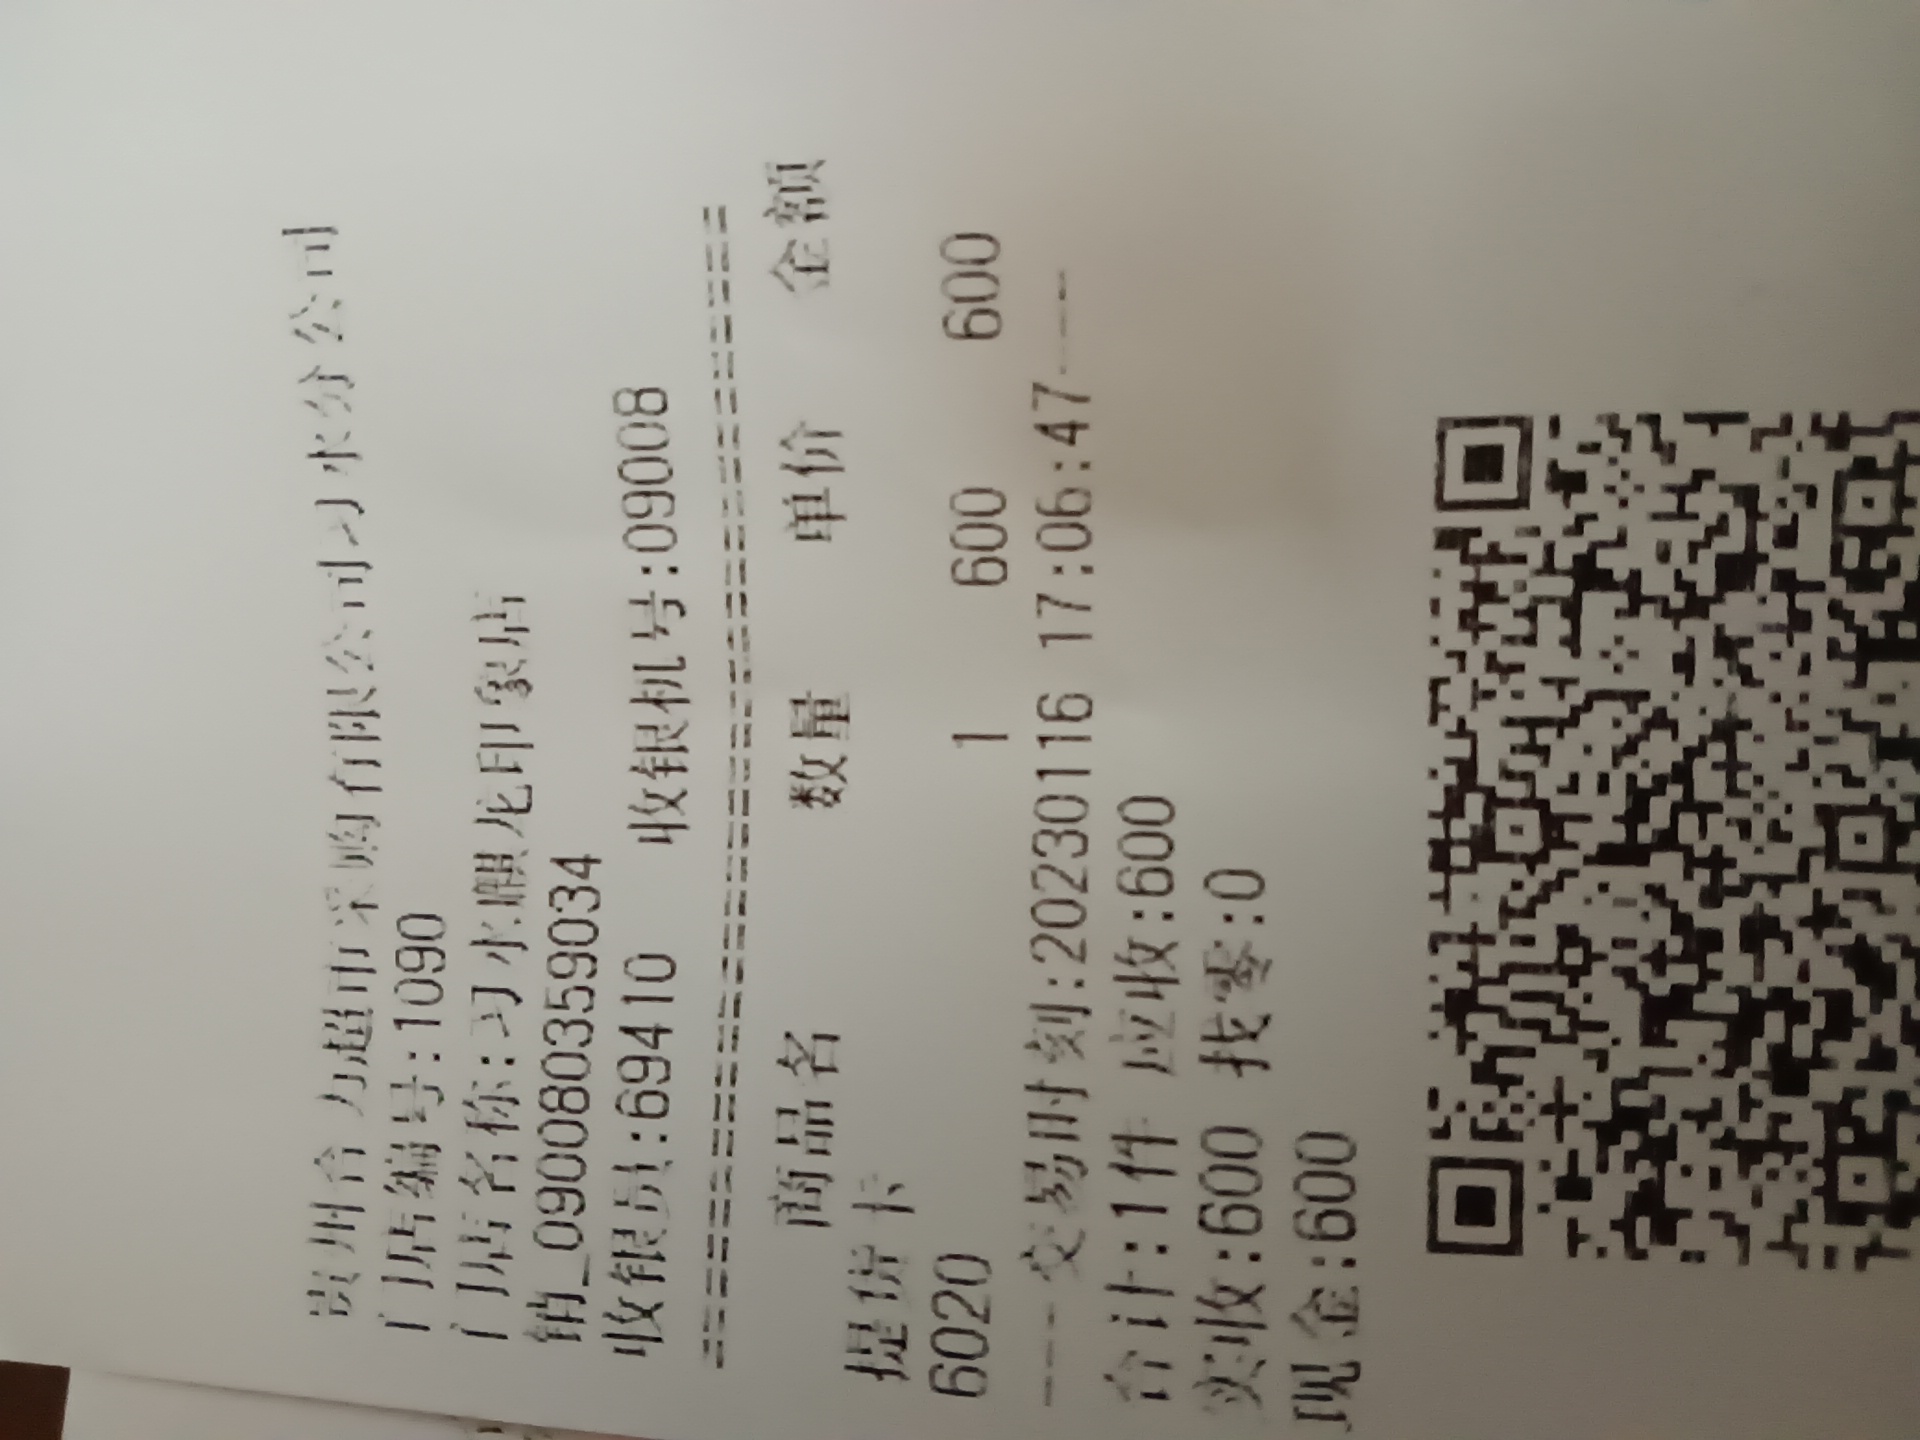 贵州合力超市采购有限公司习水分公司
门店编号:1090
门店名称:习水麒龙印象店
销_090080359034
收银员:69410 收银机号:09008
==========================================
商品名 数量 单价 金额
提货卡
6020 1 600 600
---- 交易时刻:20230116 17:06:47----
合计:1件 应收:600
实收:600 找零:0
现金:600